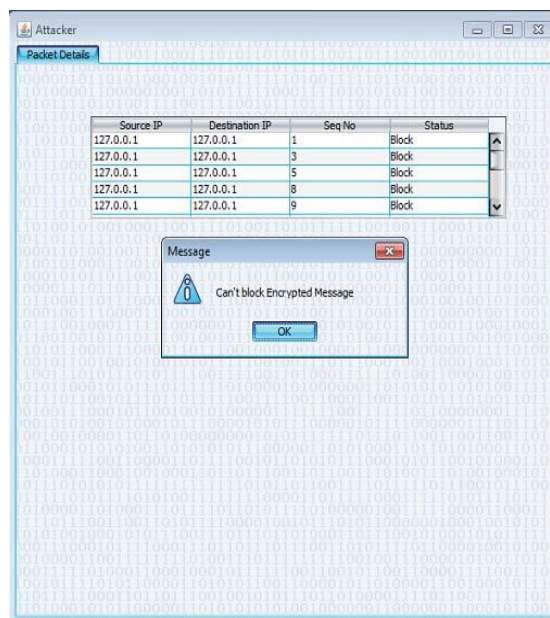 Attacker
Packet Details
Source IP Destination IP Seq No Status
127.0.0.1 127.0.0.1 1 Block
127.0.0.1 127.0.0.1 3 Block
127.0.0.1 127.0.0.1 5 Block
127.0.0.1 127.0.0.1 8 Block
127.0.0.1 127.0.0.1 9 Block
Message
Can't block Encrypted Message
OK